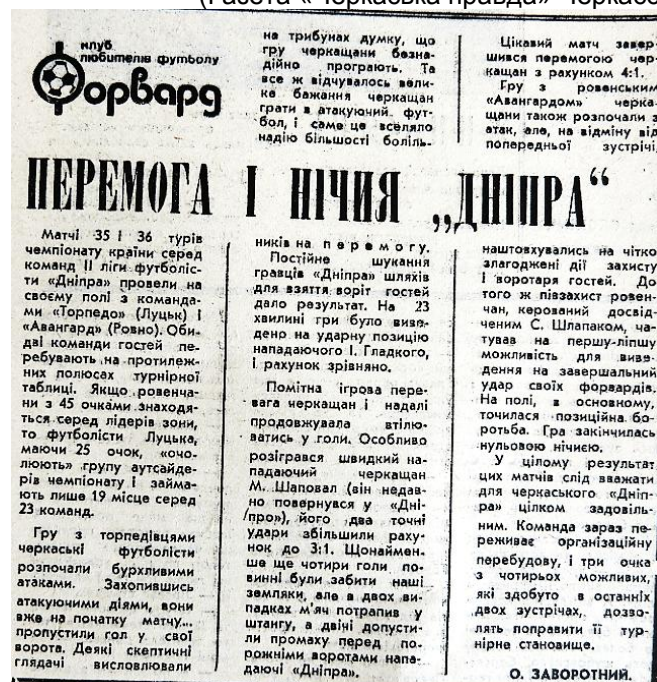 (Газета «Черкаська правда»
клуб
любителів футболу
Форвард
ПЕРЕМОГА І НІЧИЯ „ДНІПРА“
Матчі 35 і 36 турів
чемпіонату країни серед
команд II ліги футболіс-
ти «Дніпра» провели на
своєму полі з команда-
ми «Торпедо» (Луцьк) і
«Авангард» (Ровно). Оби-
дві команди гостей пе-
ребувають на протилеж-
них полюсах турнірної
таблиці. Якщо ровенча-
ни з 45 очками знаходя-
ться серед лідерів зони,
то футболісти Луцька,
маючи 25 очок, «очо-
люють» групу аутсайде-
рів чемпіонату і займа-
ють лише 19 місце серед
23 команд.
Гру з торпедівцями
черкаські футболісти
розпочали бурхливими
атаками. Захопившись
атакуючими діями, вони
вже на початку матчу...
пропустили гол у свої
ворота. Деякі скептичні
глядачі висловлювали
на трибунах думку, що
гру черкащани безна-
дійно програють. Та
все ж відчувалось вели-
ке бажання черкащан
грати в атакуючий фут-
бол, і саме це вселяло
надію більшості боліль-
ників на перемогу.
Постійне шукання
гравців «Дніпра» шляхів
для взяття воріт гостей
дало результат. На 23
хвилині гри було виве-
дено на ударну позицію
нападаючого І. Гладкого,
і рахунок зрівняно.
Помітна ігрова пере-
вага черкащан і надалі
продовжувала втілю-
ватись у голи. Особливо
розігрався швидкий на-
падаючий черкащан
М. Шаповал (він недав-
но повернувся у «Дні-
про»), його два точні
удари збільшили раху-
нок до 3:1. Щонаймен-
ше ще чотири голи по-
винні були забити наші
земляки, але в двох ви-
падках м'яч потрапив у
штангу, а двічі допусти-
ли промаху перед по-
рожніми воротами напа-
даючі «Дніпра».
Цікавий матч завер-
шився перемогою чер-
кащан з рахунком 4:1.
Гру з ровенським
«Авангардом» черка-
щани також розпочали з
атак, але, на відміну від
попередньої зустрічі,
наштовхувались на чітко
злагоджені дії захисту
і воротаря гостей. До
того ж півзахист ровен-
чан, керований досвід-
ченим С. Шлапаком, ча-
тував на першу-ліпшу
можливість для виве-
дення на завершальний
удар своїх форвардів.
На полі, в основному,
точилася позиційна бо-
ротьба. Гра закінчилась
нульовою нічиєю.
У цілому результат
цих матчів слід вважати
для черкаського «Дніп-
ра» цілком задовіль-
ним. Команда зараз пе-
реживає організаційну
перебудову, і три очка
з чотирьох можливих,
які здобуто в останніх
двох зустрічах, дозво-
лять поправити її тур-
нірне становище.
О. ЗАВОРОТНИЙ.